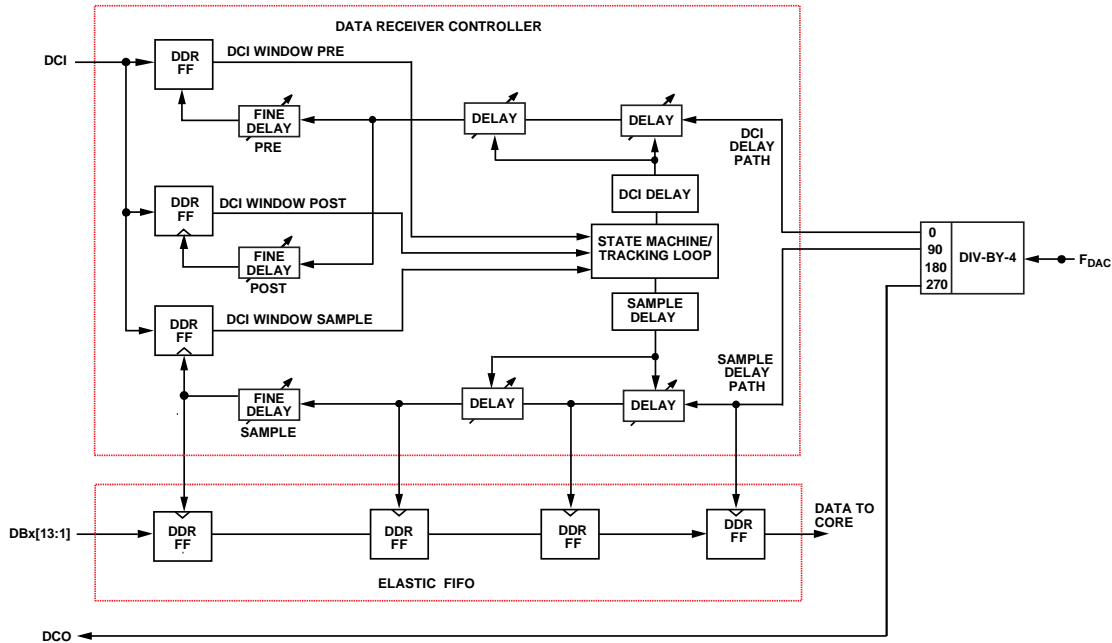 DATA RECEIVER CONTROLLER
DCI
DDR
FF
DCI WINDOW PRE
FINE
DELAY
PRE
DELAY
DELAY
DCI
DELAY
PATH
DCI DELAY
DDR
FF
DCI WINDOW POST
FINE
DELAY
POST
STATE MACHINE/
TRACKING LOOP
0
90
180
270
DIV-BY-4
FDAC
DDR
FF
DCI WINDOW SAMPLE
SAMPLE
DELAY
SAMPLE
DELAY
PATH
FINE
DELAY
SAMPLE
DELAY
DELAY
DBx[13:1]
DDR
FF
DDR
FF
DDR
FF
DDR
FF
DATA TO
CORE
ELASTIC FIFO
DCO